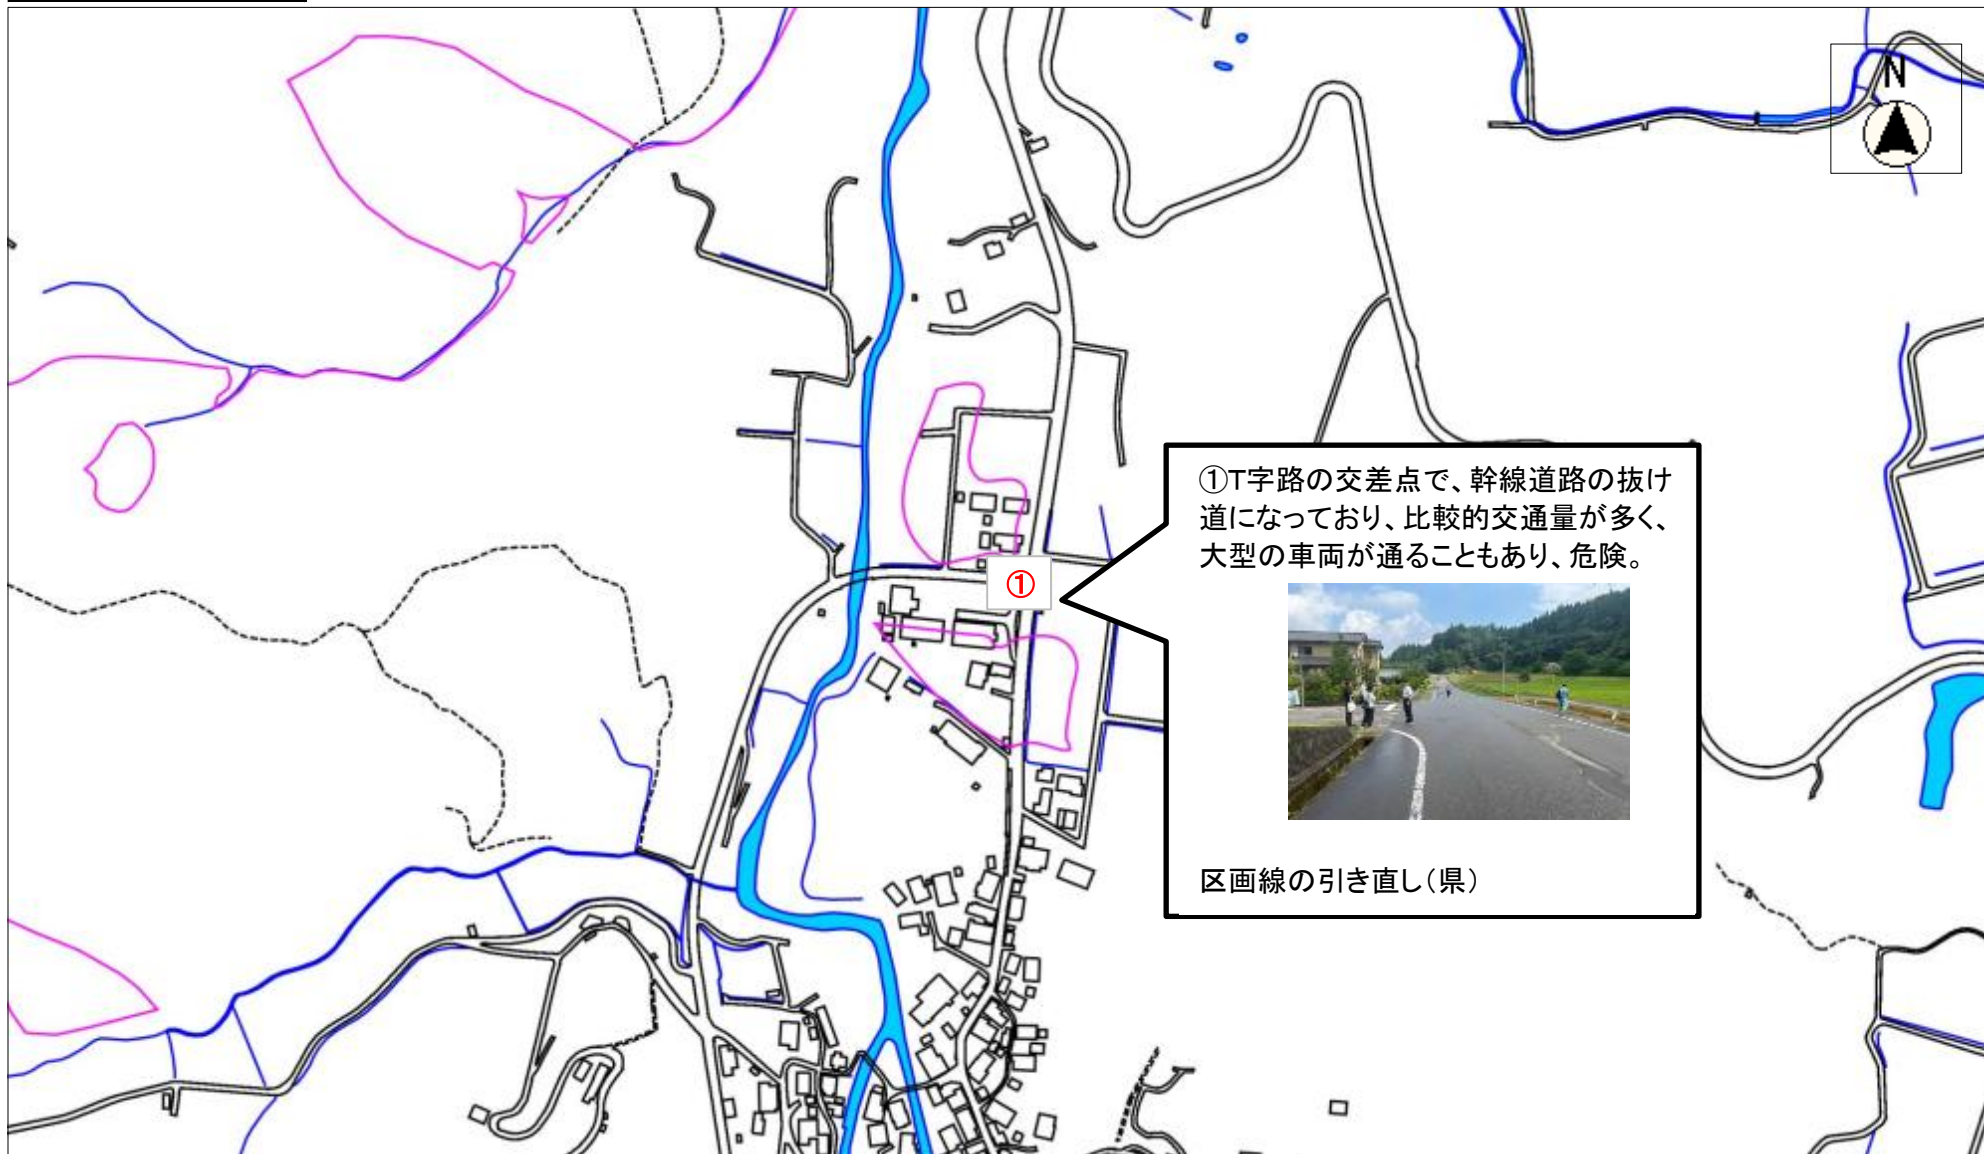 N
①T字路の交差点で、幹線道路の抜け
道になっており、比較的交通量が多く、
大型の車両が通ることもあり、危険。
①
区画線の引き直し（県）